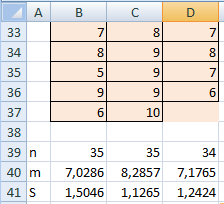 A B C D
33 7 8 7
34 8 9 8
35 5 9 7
36 9 9 6
37 6 10
38
39 n 35 35 34
40 m 7,0286 8,2857 7,1765
41 S 1,5046 1,1265 1,2424